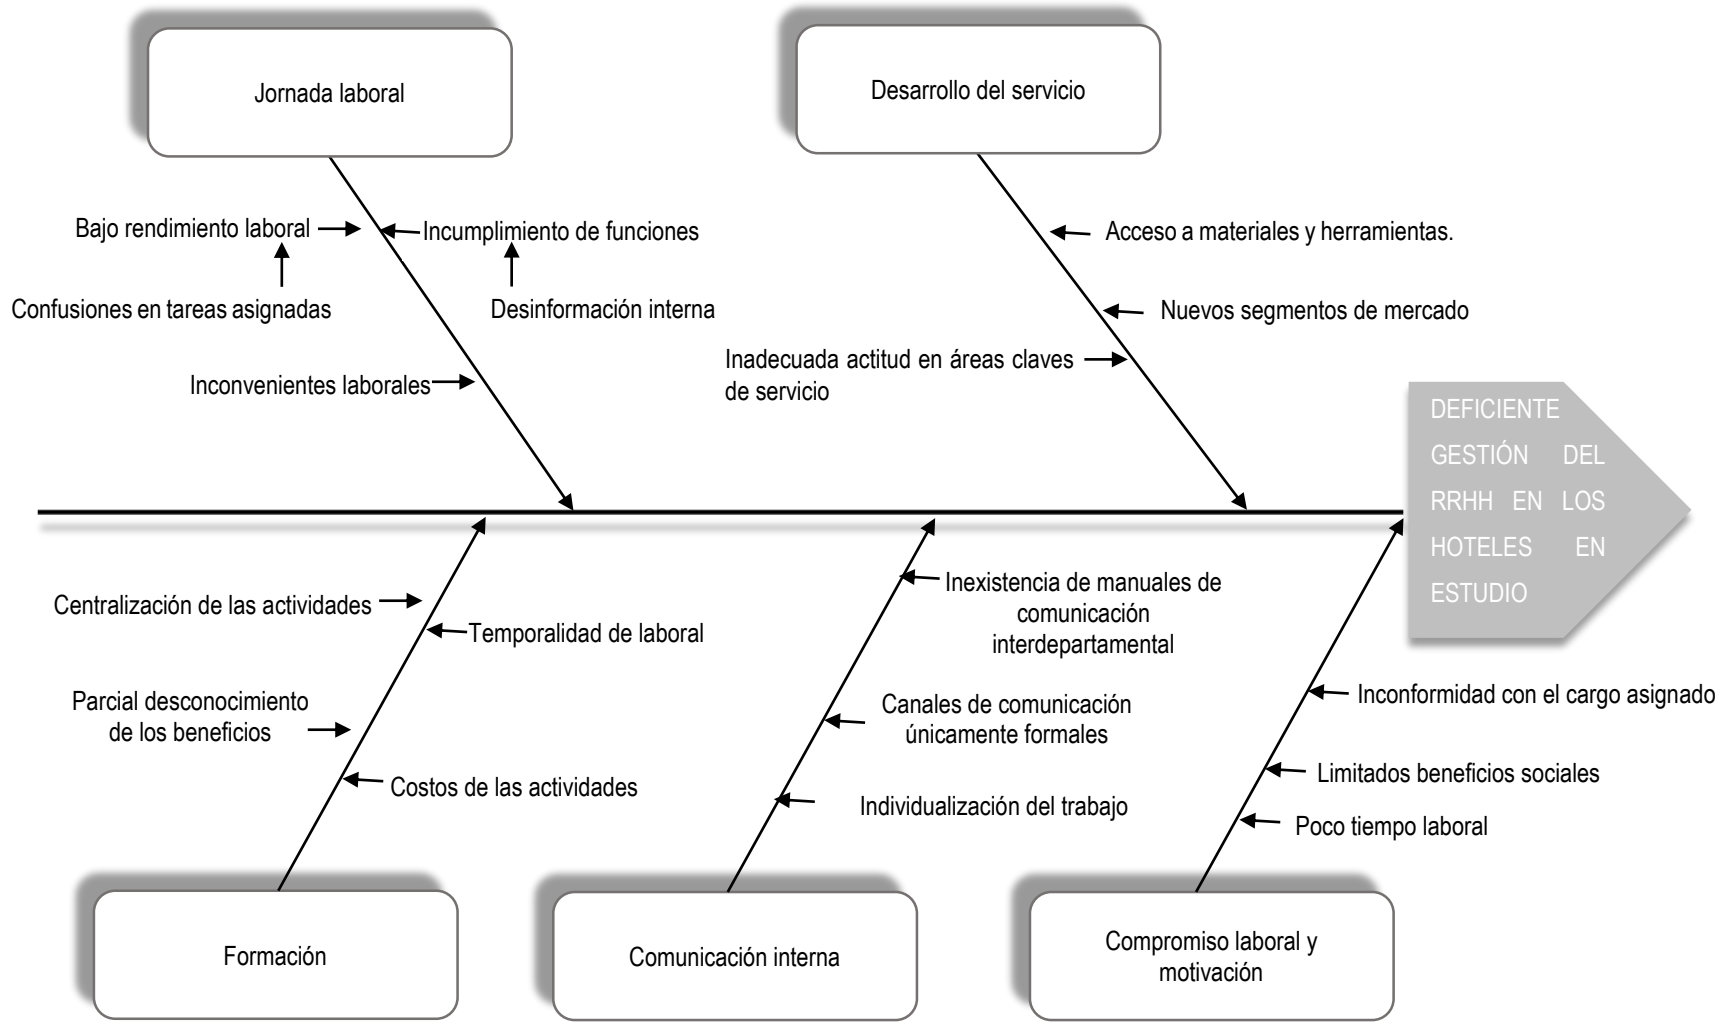 Jornada laboral
Desarrollo del servicio
Bajo rendimiento laboral
Incumplimiento de funciones
Acceso a materiales y herramientas.
Confusiones en tareas asignadas
Desinformación interna
Nuevos segmentos de mercado
Inadecuada actitud en áreas claves
de servicio
Inconvenientes laborales
DEFICIENTE
GESTIÓN DEL
RRHH EN LOS
HOTELES EN
ESTUDIO
Centralización de las actividades
Temporalidad de laboral
Inexistencia de manuales de
comunicación
interdepartamental
Parcial desconocimiento
de los beneficios
Canales de comunicación
únicamente formales
Inconformidad con el cargo asignado
Costos de las actividades
Individualización del trabajo
Limitados beneficios sociales
Poco tiempo laboral
Formación
Comunicación interna
Compromiso laboral y
motivación